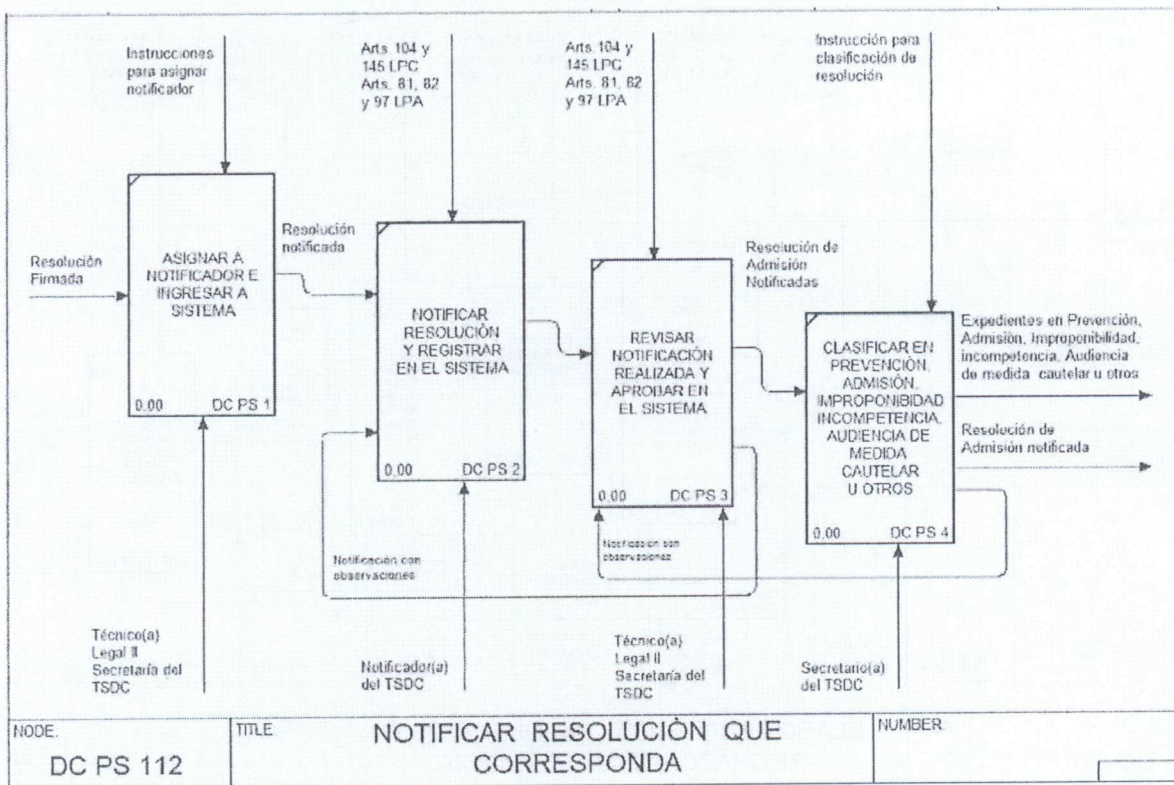 Instrucciones
para asignar
notificador
Arts. 104 y
145 LPC
Arts. 81, 82
y 97 LPA
Arts. 104 y
145 LPC
Arts. 81, 82
y 97 LPA
Instrucción para
clasificación de
resolución
Resolución
Firmada
ASIGNAR A
NOTIFICADOR E
INGRESAR A
SISTEMA
0,00 DC PS 1
Resolución
notificada
NOTIFICAR
RESOLUCIÓN
Y REGISTRAR
EN EL SISTEMA
0,00 DC PS 2
REVISAR
NOTIFICACIÓN
REALIZADA Y
APROBAR EN
EL SISTEMA
0,00 DC PS 3
Resolución de
Admisión
Notificadas
CLASIFICAR EN
PREVENCIÓN,
ADMISIÓN,
IMPROPONIBIDAD
INCOMPETENCIA,
AUDIENCIA DE
MEDIDA
CAUTELAR
U OTROS
0,00 DC PS 4
Expedientes en Prevención,
Admisión, Improponibilidad,
incompetencia, Audiencia
de medida cautelar u otros
Resolución de
Admisión notificada
Notificación con
observaciones
Notificación con
observaciones
Técnico(a)
Legal II
Secretaría del
TSDC
Notificador(a)
del TSDC
Técnico(a)
Legal II
Secretaría del
TSDC
Secretario(a)
del TSDC
NODE:
DC PS 112
TITLE
NOTIFICAR RESOLUCIÓN QUE
CORRESPONDA
NUMBER